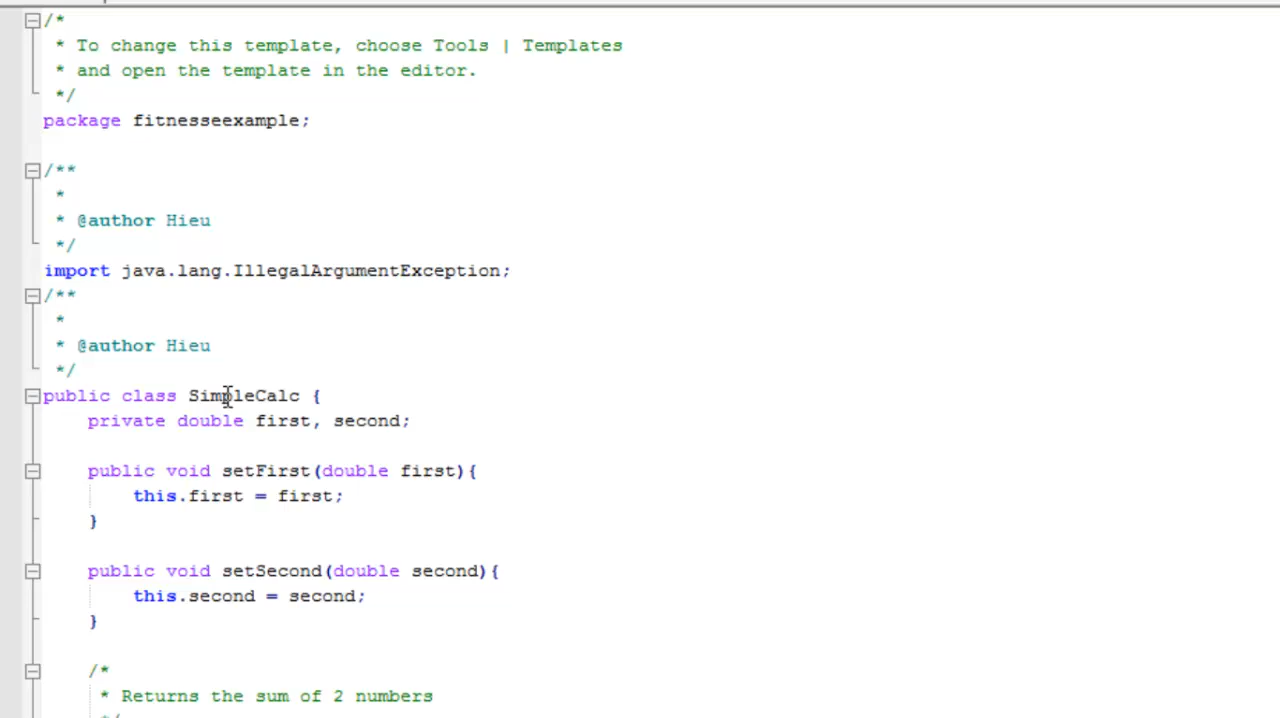 /*
 * To change this template, choose Tools | Templates
 * and open the template in the editor.
 */
package fitnesseexample;
/**
 *
 * @author Hieu
 */
import java.lang.IllegalArgumentException;
/**
 *
 * @author Hieu
 */
public class SimpleCalc {
    private double first, second;
    public void setFirst(double first){
        this.first = first;
    }
    public void setSecond(double second){
        this.second = second;
    }
    /*
     * Returns the sum of 2 numbers
     */